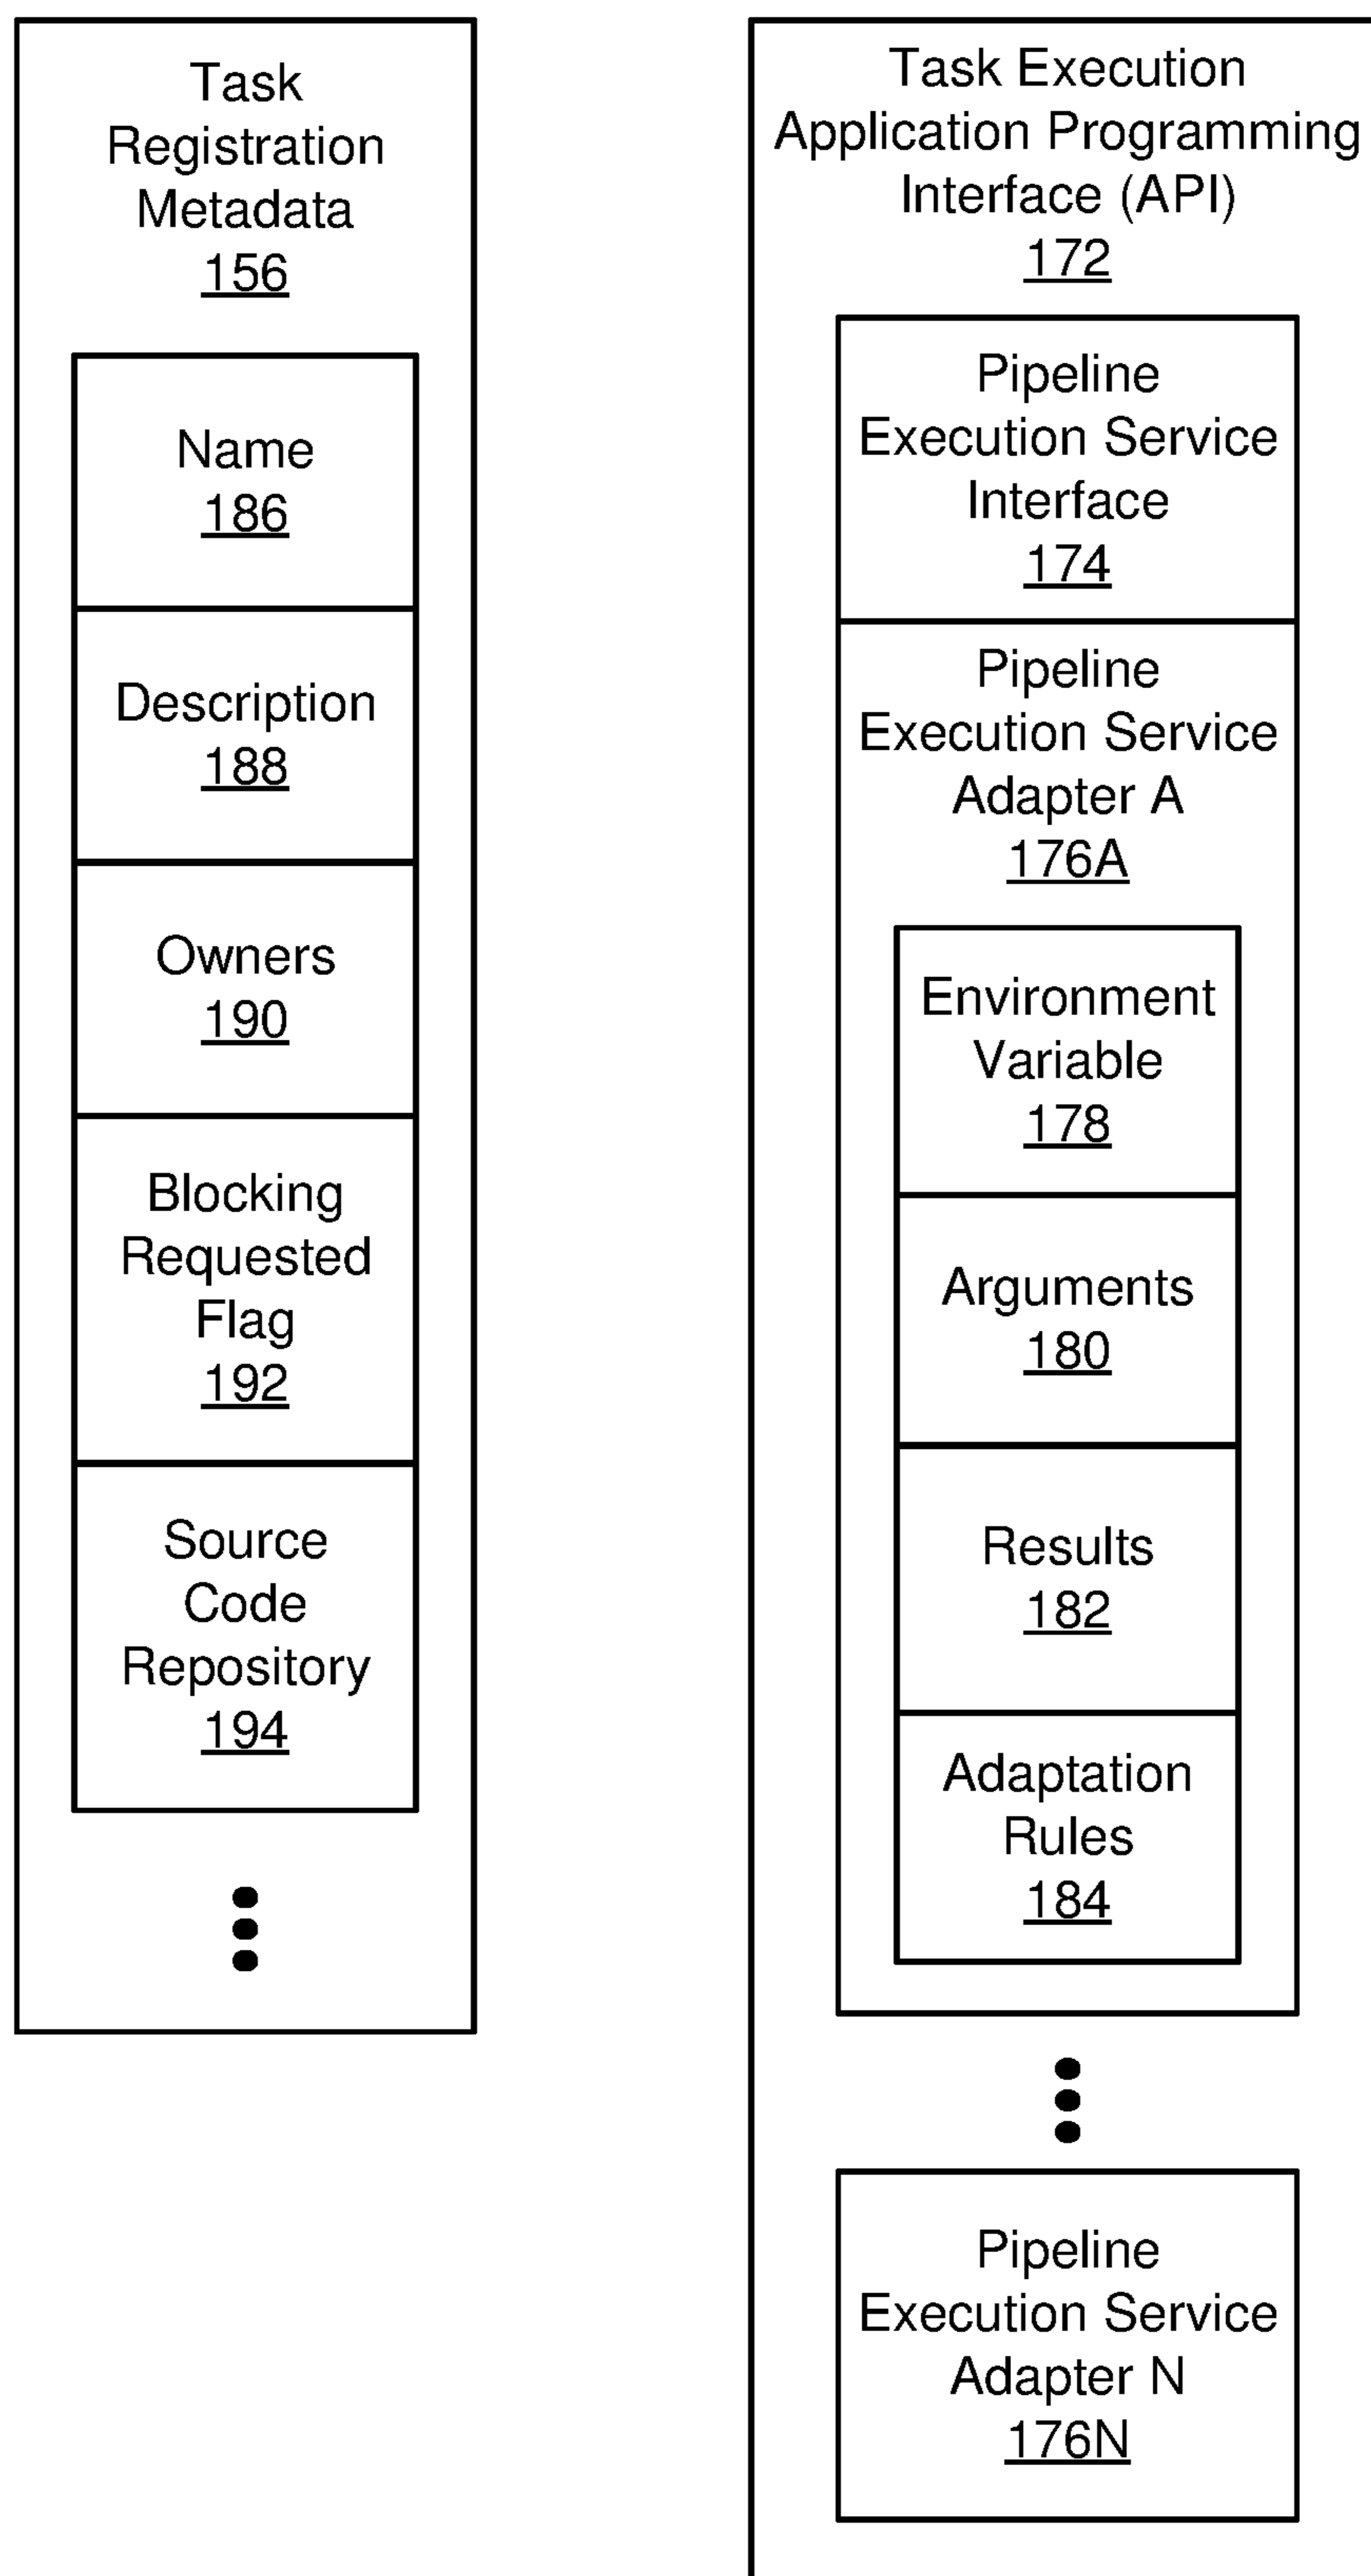 Task
Registration
Metadata
156
Name
186
Description
188
Owners
190
Blocking
Requested
Flag
192
Source
Code
Repository
194
Task Execution
Application Programming
Interface (API)
172
Pipeline
Execution Service
Interface
174
Pipeline
Execution Service
Adapter A
176A
Environment
Variable
178
Arguments
180
Results
182
Adaptation
Rules
184
Pipeline
Execution Service
Adapter N
176N